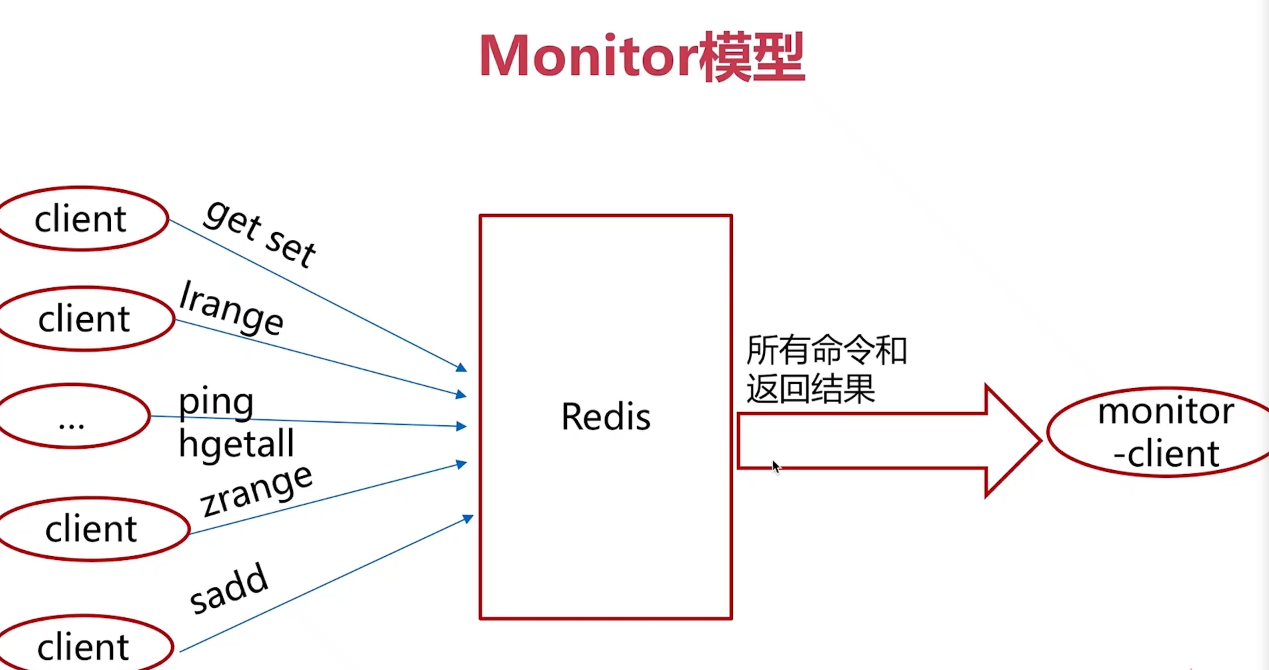 Monitor模型
client
get set
client
lrange
...
ping
hgetall
client
zrange
client
sadd
Redis
所有命令和
返回结果
monitor
-client